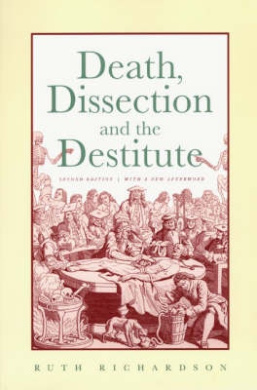 Death,
Dissection
and the
Destitute
SECOND EDITION | WITH A NEW AFTERWORD
RUTH RICHARDSON